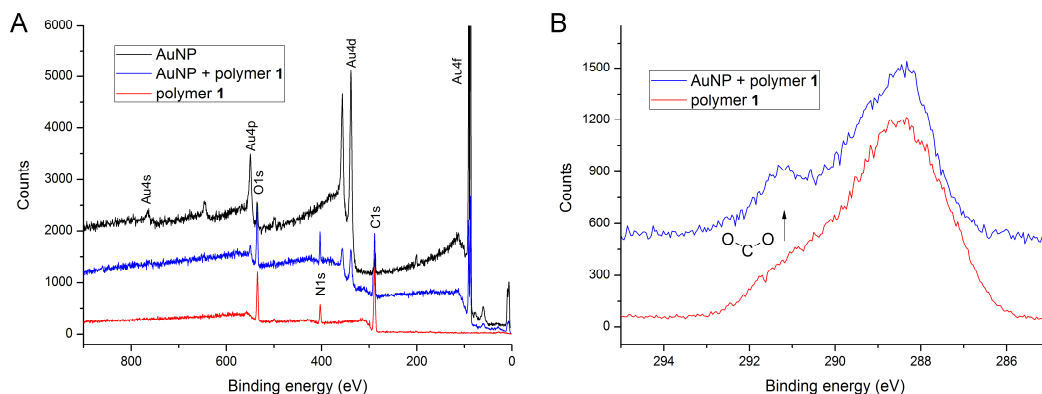 A
Counts
6000
5000
4000
3000
2000
1000
0
AuNP
AuNP + polymer 1
polymer 1
Au4s
Au4p
O1s
Au4d
N1s
C1s
Au4f
800
600
400
200
0
Binding energy (eV)
B
Counts
1500
1200
900
600
300
0
AuNP + polymer 1
polymer 1
O
C
O
294
292
290
288
286
Binding energy (eV)